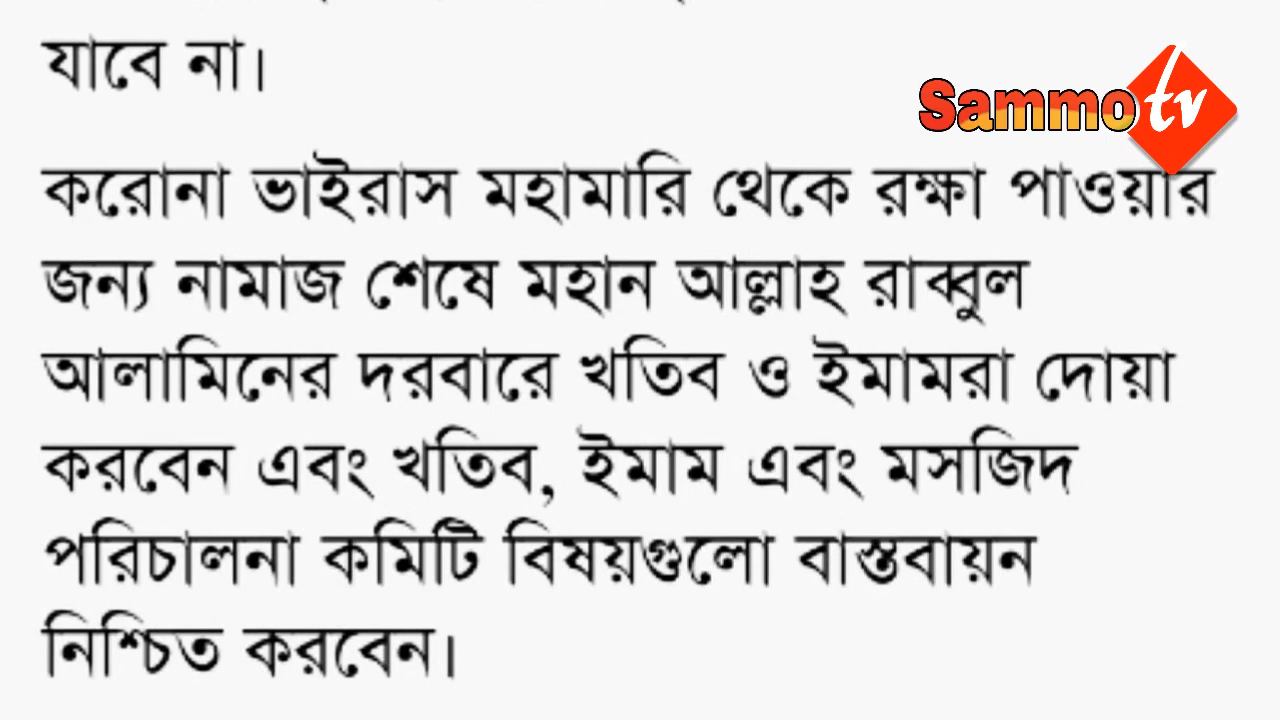 যাবে না।
Sammo tv
করোনা ভাইরাস মহামারি থেকে রক্ষা পাওয়ার
জন্য নামাজ শেষে মহান আল্লাহ রাব্বুল
আলামিনের দরবারে খতিব ও ইমামরা দোয়া
করবেন এবং খতিব, ইমাম এবং মসজিদ
পরিচালনা কমিটি বিষয়গুলো বাস্তবায়ন
নিশ্চিত করবেন।